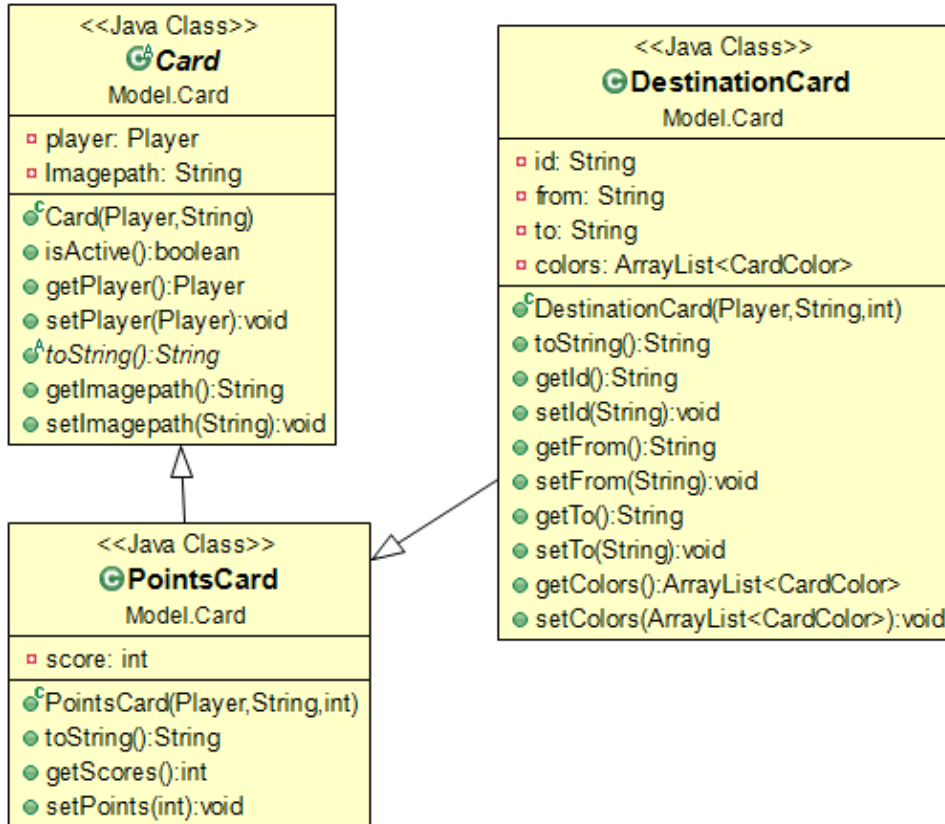 <<Java Class>>
Card
Model.Card
player: Player
Imagepath: String
Card(Player,String)
isActive():boolean
getPlayer():Player
setPlayer(Player):void
toString():String
getImagepath():String
setImagepath(String):void
<<Java Class>>
DestinationCard
Model.Card
id: String
from: String
to: String
colors: ArrayList<CardColor>
DestinationCard(Player,String,int)
toString():String
getId():String
setId(String):void
getFrom():String
setFrom(String):void
getTo():String
setTo(String):void
getColors():ArrayList<CardColor>
setColors(ArrayList<CardColor>):void
<<Java Class>>
PointsCard
Model.Card
score: int
PointsCard(Player,String,int)
toString():String
getScores():int
setPoints(int):void